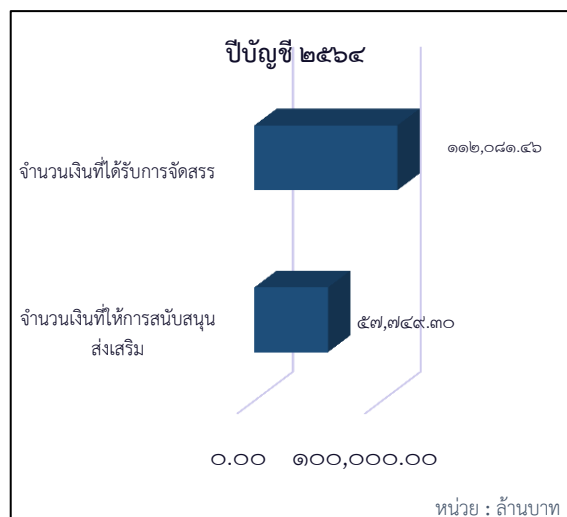 ปีบัญชี ๒๕๖๔
จำนวนเงินที่ได้รับการจัดสรร
๑๑๒,๐๘๑.๔๖
จำนวนเงินที่ให้การสนับสนุน
ส่งเสริม
๕๗,๗๔๙.๓๐
๐.๐๐ ๑๐๐,๐๐๐.๐๐
หน่วย : ล้านบาท